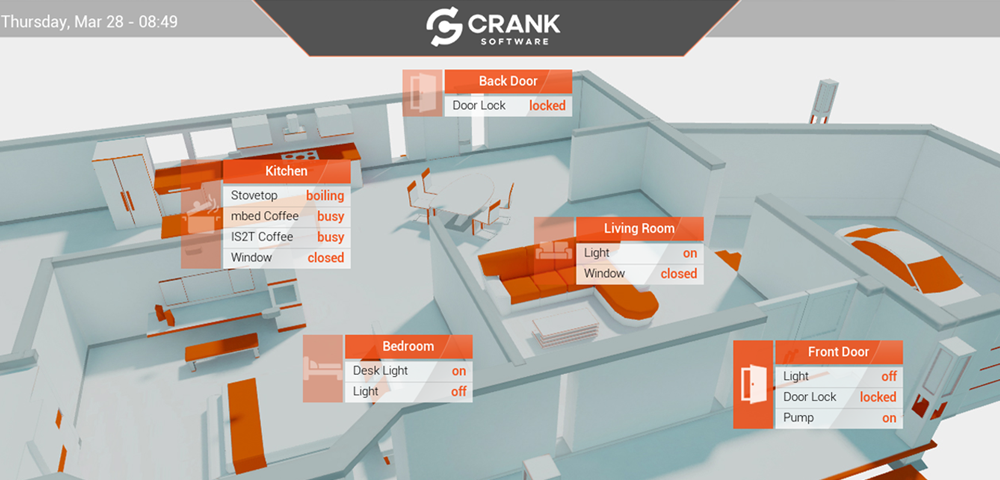 Thursday, Mar 28 - 08:49
CRANK
SOFTWARE
Back Door
Door Lock locked
Kitchen
Stovetop boiling
mbed Coffee busy
IS2T Coffee busy
Window closed
Living Room
Light on
Window closed
Bedroom
Desk Light on
Light off
Front Door
Light off
Door Lock locked
Pump on